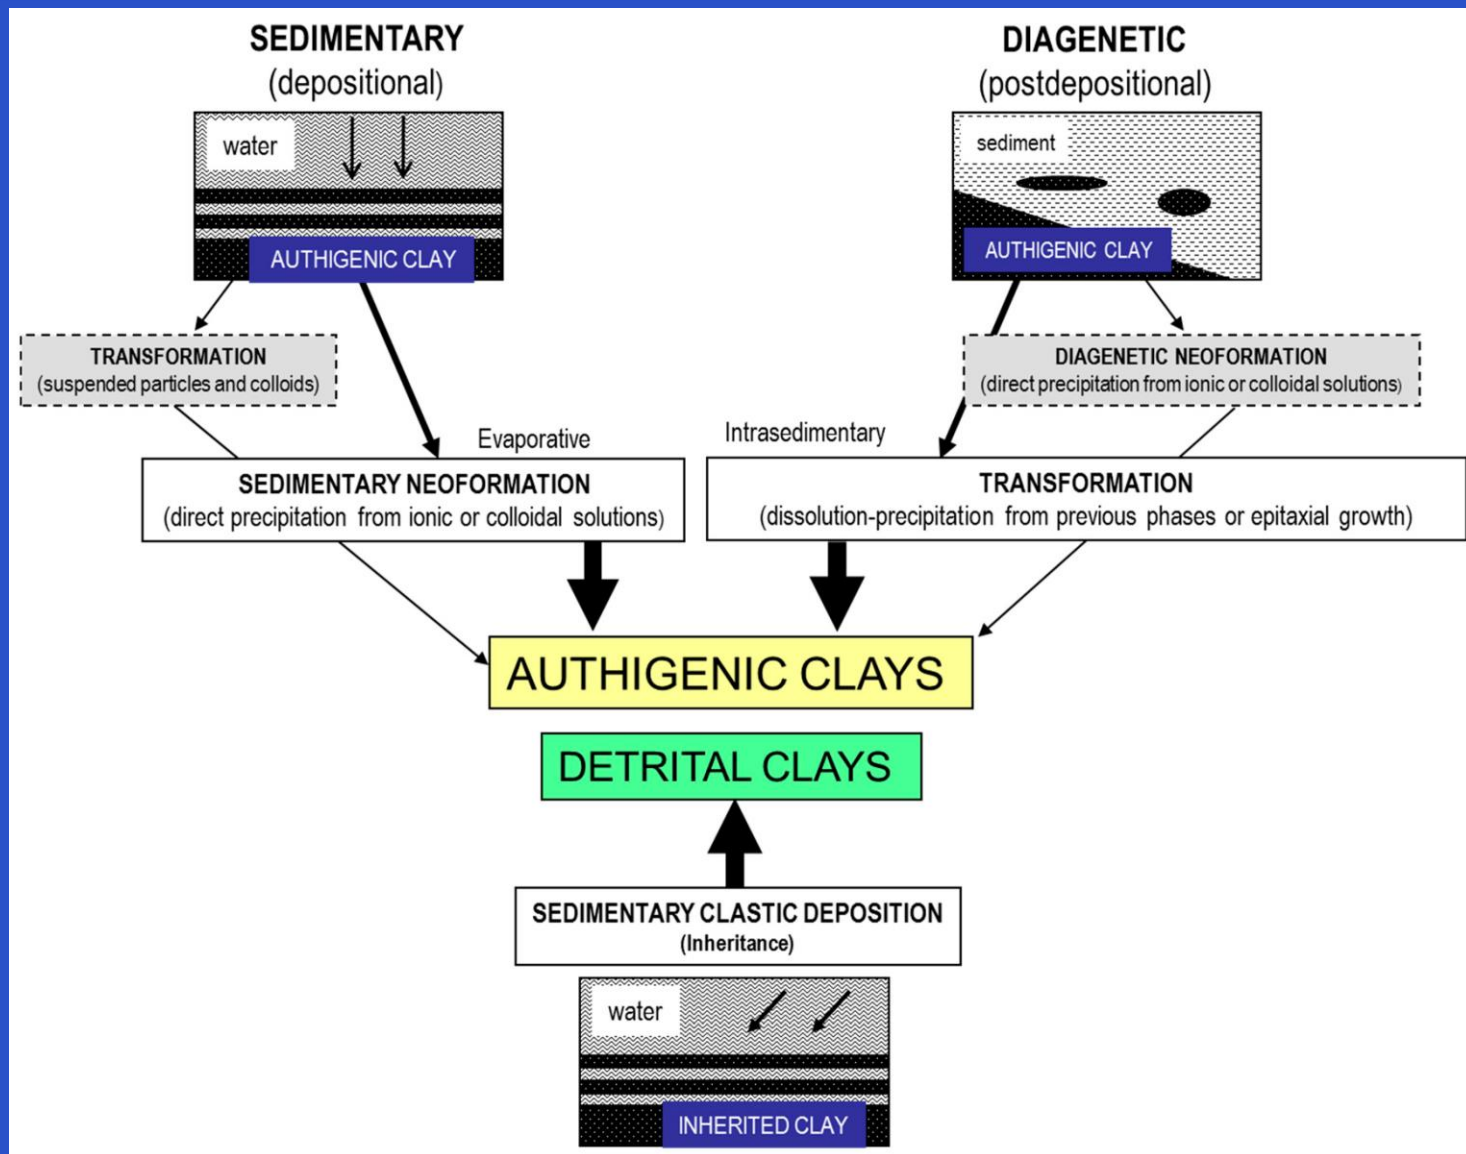 SEDIMENTARY
(depositional)
water
AUTHIGENIC CLAY
DIAGENETIC
(postdepositional)
sediment
AUTHIGENIC CLAY
TRANSFORMATION
(suspended particles and colloids)
DIAGENETIC NEOFORMATION
(direct precipitation from ionic or colloidal solutions)
Evaporative
Intrasedimentary
SEDIMENTARY NEOFORMATION
(direct precipitation from ionic or colloidal solutions)
TRANSFORMATION
(dissolution-precipitation from previous phases or epitaxial growth)
AUTHIGENIC CLAYS
DETRITAL CLAYS
SEDIMENTARY CLASTIC DEPOSITION
(Inheritance)
water
INHERITED CLAY